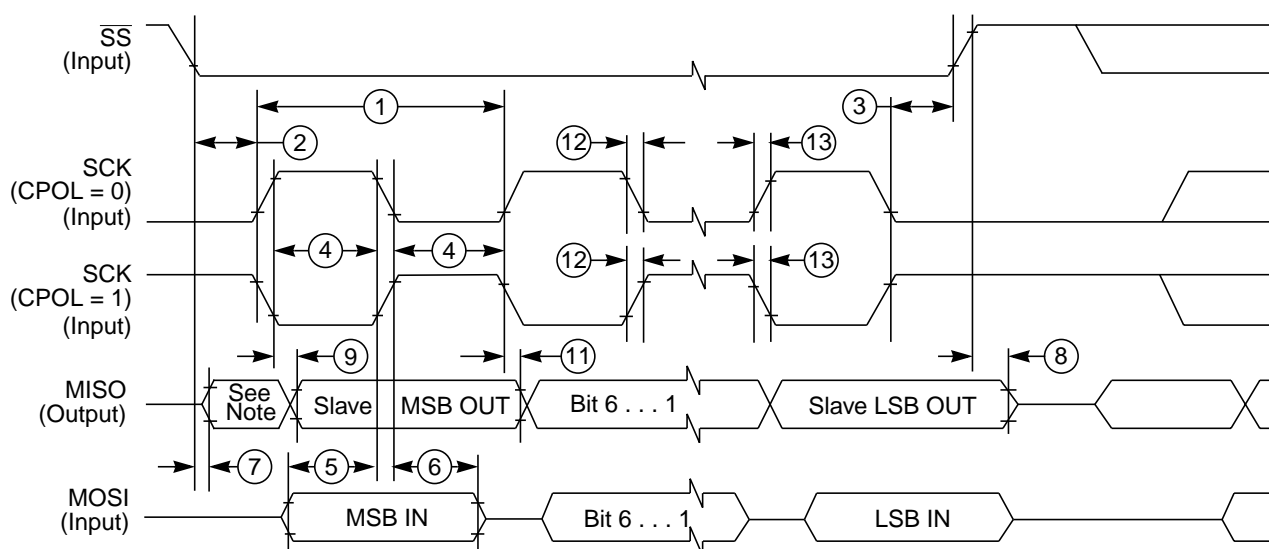 SS
(Input)
1
3
2
12
13
SCK
(CPOL = 0)
(Input)
4
4
SCK
(CPOL = 1)
(Input)
12
13
9
11
8
MISO
(Output)
See
Note
Slave
MSB OUT
Bit 6 . . . 1
Slave LSB OUT
7
5
6
MOSI
(Input)
MSB IN
Bit 6 . . . 1
LSB IN